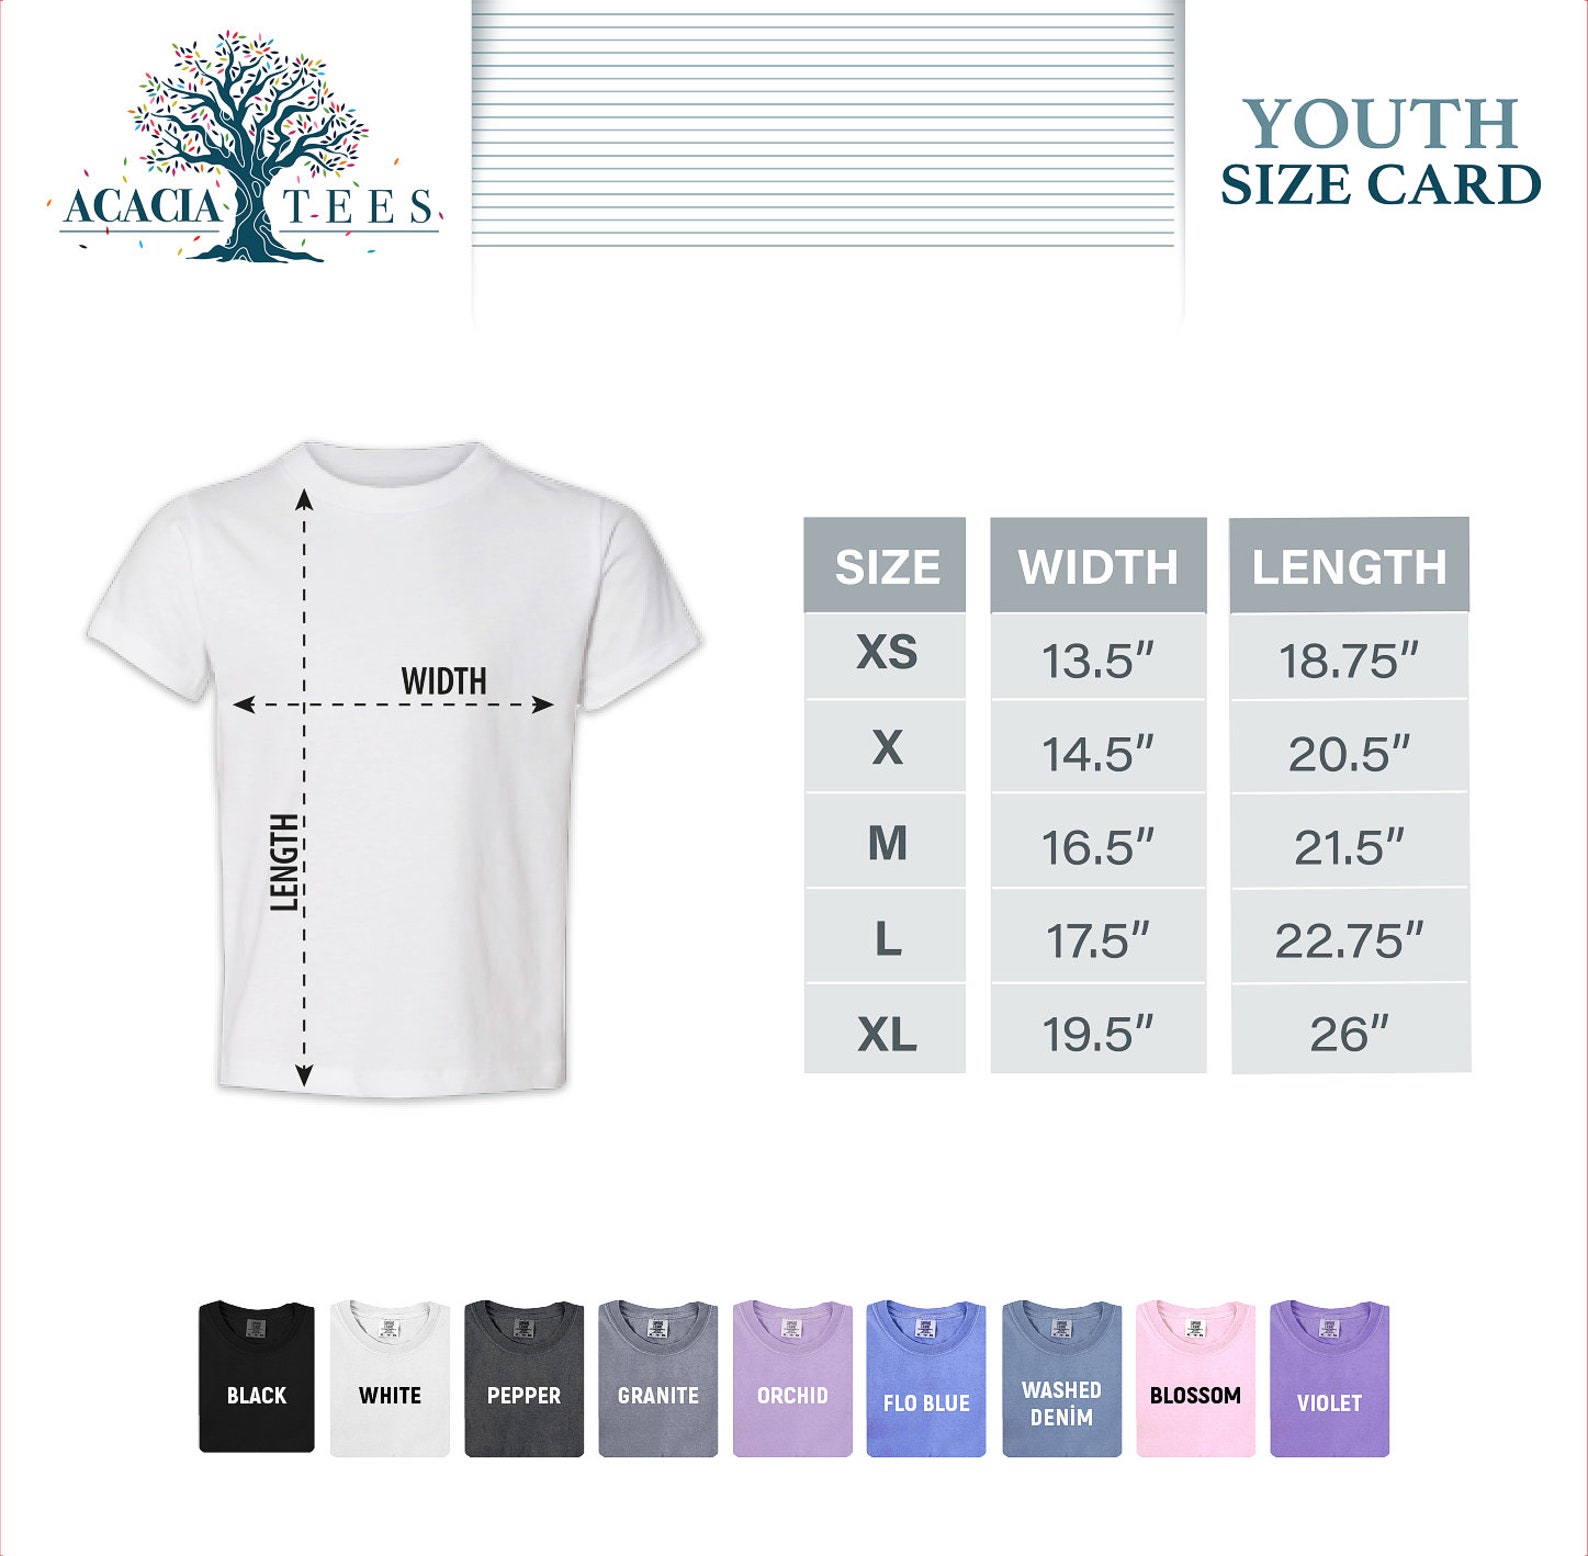 ACACIA TEES
YOUTH
SIZE CARD
WIDTH
LENGTH
SIZE WIDTH LENGTH
XS 13.5″ 18.75″
X 14.5″ 20.5″
M 16.5″ 21.5″
L 17.5″ 22.75″
XL 19.5″ 26″
BLACK
WHITE
PEPPER
GRANITE
ORCHID
FLO BLUE
WASHED
DENİM
BLOSSOM
VIOLET